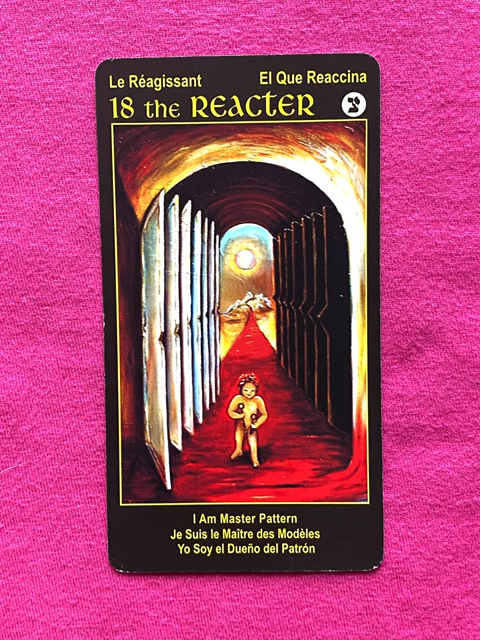 Le Réagissant El Que Reaccina
18 the REACTER צ
I Am Master Pattern
Je Suis le Maître des Modèles
Yo Soy el Dueño del Patrón